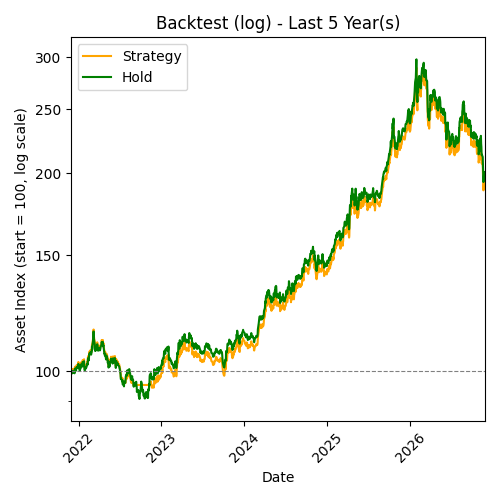 Backtest (log) - Last 5 Year(s)
Strategy
Hold
Asset Index (start = 100, log scale)
300
250
200
150
100
2022
2023
2024
2025
2026
Date